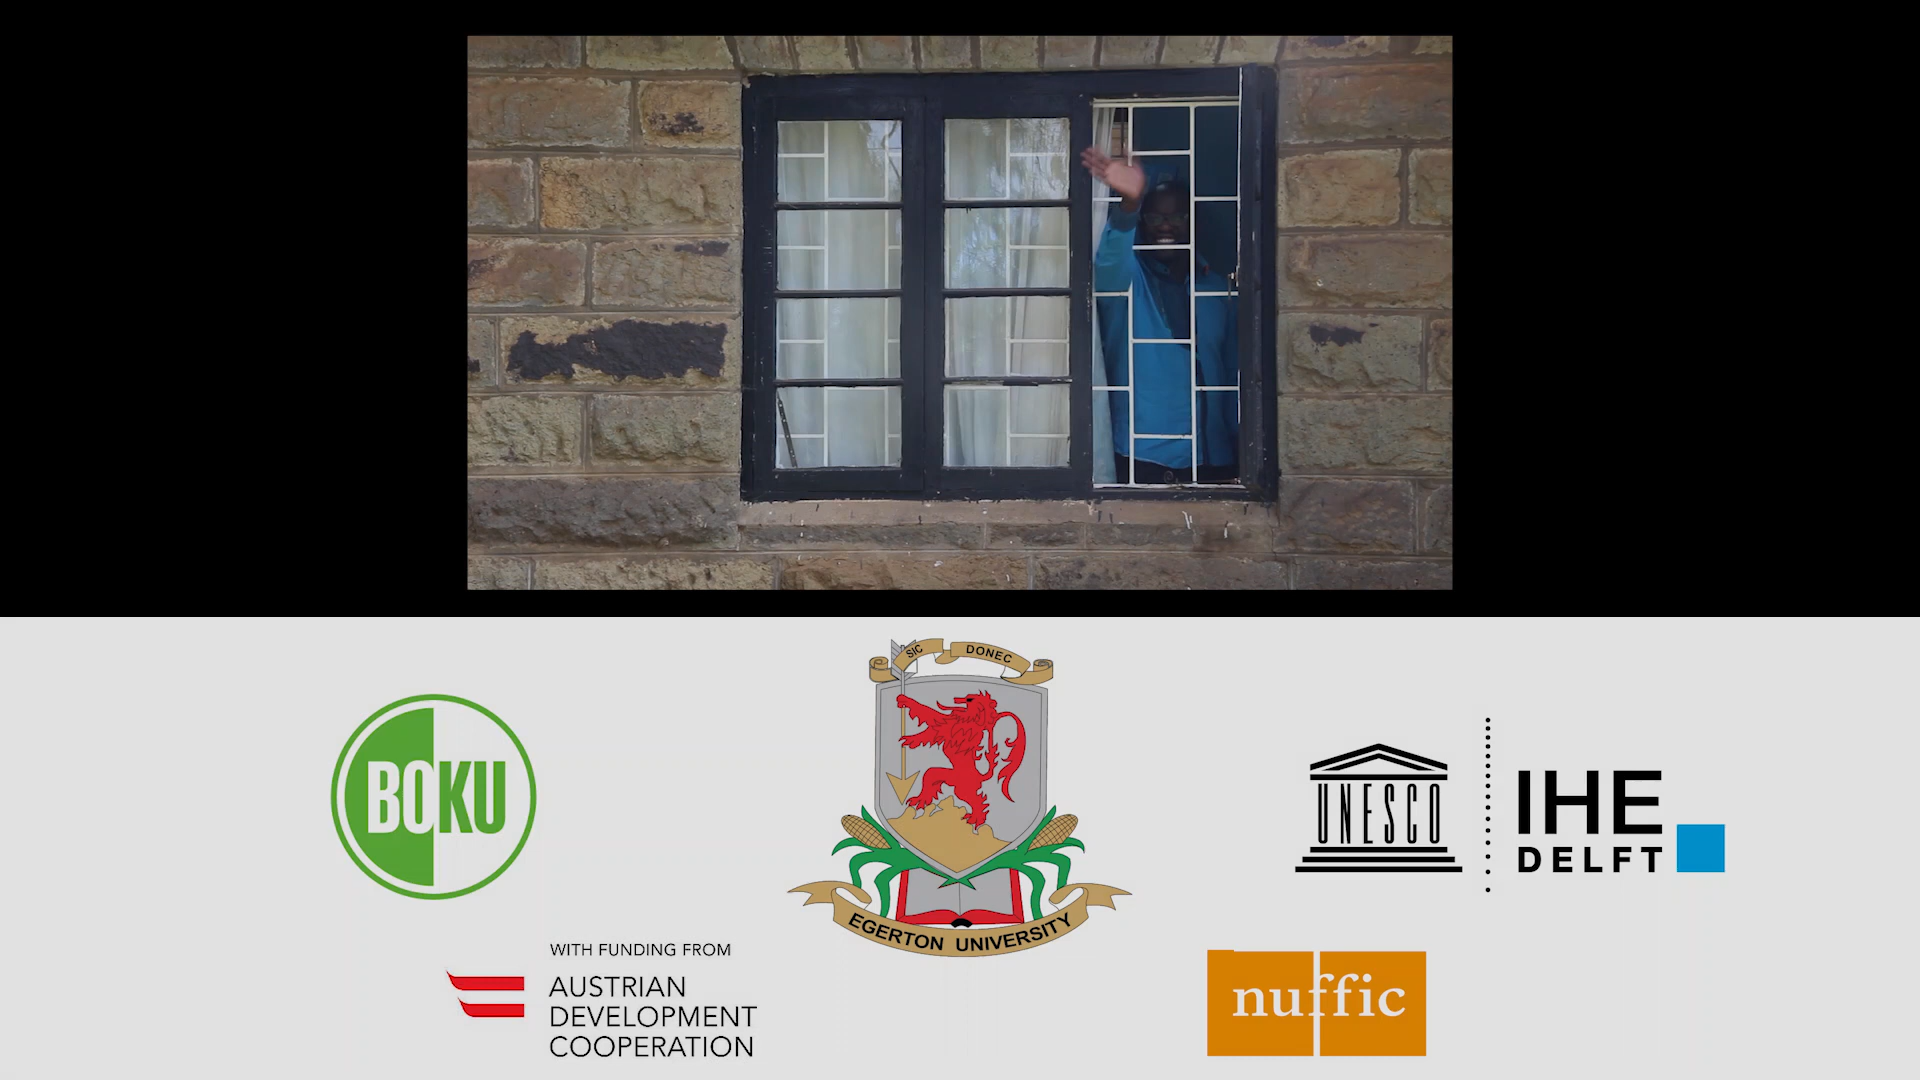 SIC DONEC
BOKU
EGERTON UNIVERSITY
UNESCO
IHE
DELFT
WITH FUNDING FROM
AUSTRIAN
DEVELOPMENT
COOPERATION
nuffic